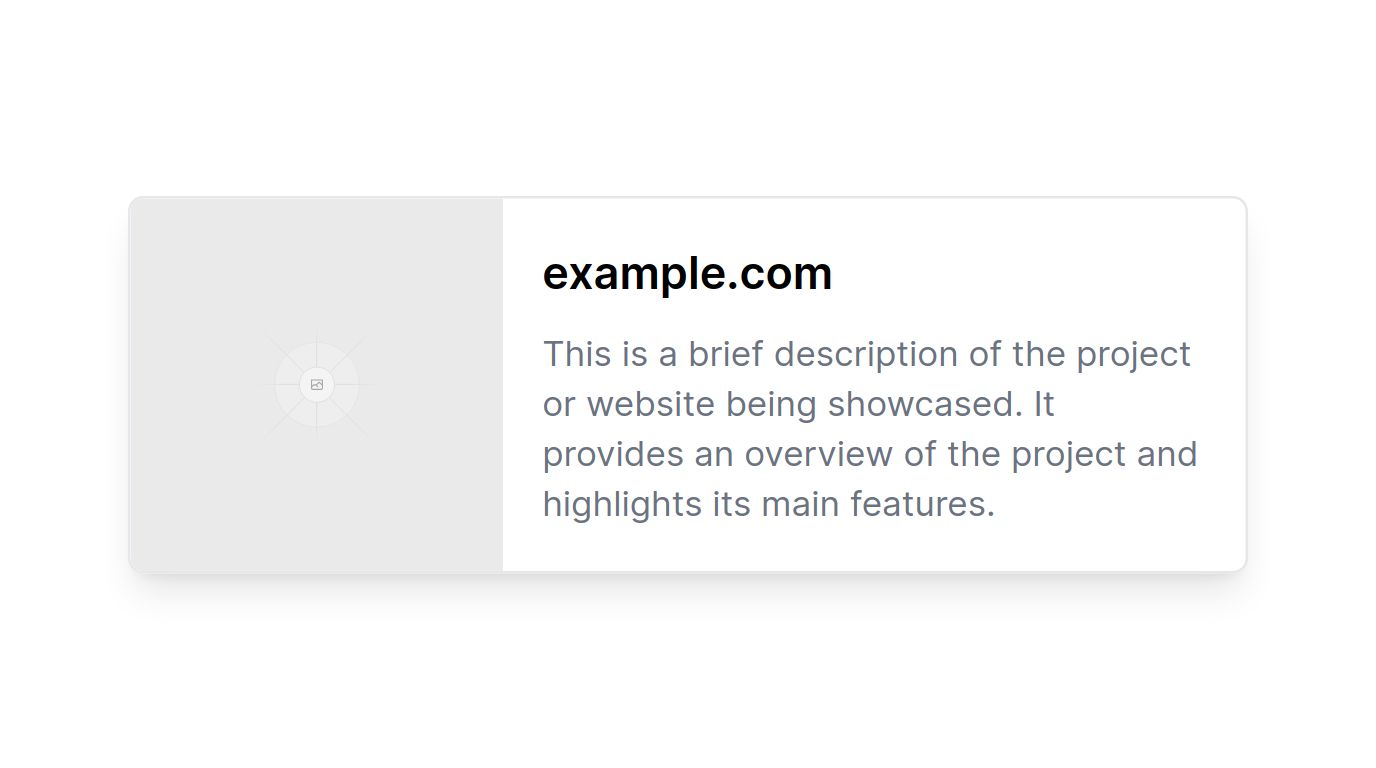 example.com
This is a brief description of the project
or website being showcased. It
provides an overview of the project and
highlights its main features.